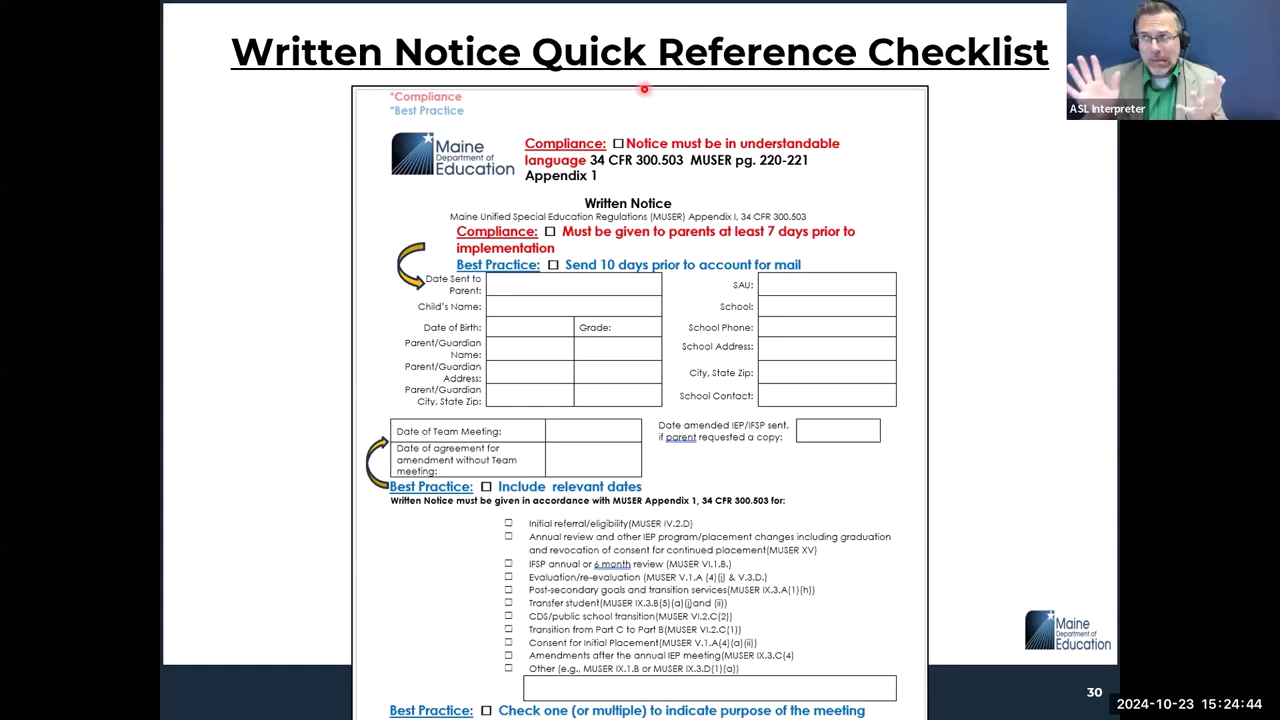 Written Notice Quick Reference Checklist
ASL Interpreter
*Compliance
*Best Practice
Maine
Department of
Education
Compliance: ☐ Notice must be in understandable
language 34 CFR 300.503 MUSER pg. 220-221
Appendix 1
Written Notice
Maine Unified Special Education Regulations (MUSER) Appendix I, 34 CFR 300.503
Compliance: ☐ Must be given to parents at least 7 days prior to
implementation
Best Practice: ☐ Send 10 days prior to account for mail
Date Sent to
Parent:
SAU:
Child's Name:
School:
Date of Birth:
Grade:
School Phone:
Parent/Guardian
Name:
School Address:
Parent/Guardian
Address:
City, State Zip:
Parent/Guardian
City, State Zip:
School Contact:
Date of Team Meeting:
Date of agreement for
amendment without Team
meeting:
Date amended IEP/IFSP sent,
if parent requested a copy:
Best Practice: ☐ Include relevant dates
Written Notice must be given in accordance with MUSER Appendix 1, 34 CFR 300.503 for:
☐ Initial referral/eligibility(MUSER IV.2.D)
☐ Annual review and other IEP program/placement changes including graduation
and revocation of consent for continued placement(MUSER XV)
☐ IFSP annual or 6 month review (MUSER VI.1.B.)
☐ Evaluation/re-evaluation (MUSER V.1.A (4)(i) & V.3.D.)
☐ Post-secondary goals and transition services(MUSER IX.3.A(1)(h))
☐ Transfer student(MUSER IX.3.B(5)(a)(i)and (ii))
☐ CDS/public school transition(MUSER VI.2.C(2))
☐ Transition from Part C to Part B(MUSER VI.2.C(1))
☐ Consent for Initial Placement(MUSER V.1.A(4)(a)(ii))
☐ Amendments after the annual IEP meeting(MUSER IX.3.C(4)
☐ Other (e.g., MUSER IX.1.B or MUSER IX.3.D(1)(a))
Best Practice: ☐ Check one (or multiple) to indicate purpose of the meeting
Maine
Department of
Education
30
2024-10-23 15:24:44